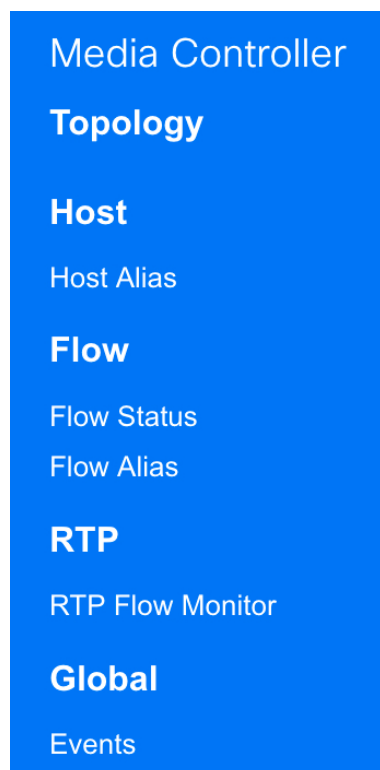 Media Controller
Topology
Host
Host Alias
Flow
Flow Status
Flow Alias
RTP
RTP Flow Monitor
Global
Events